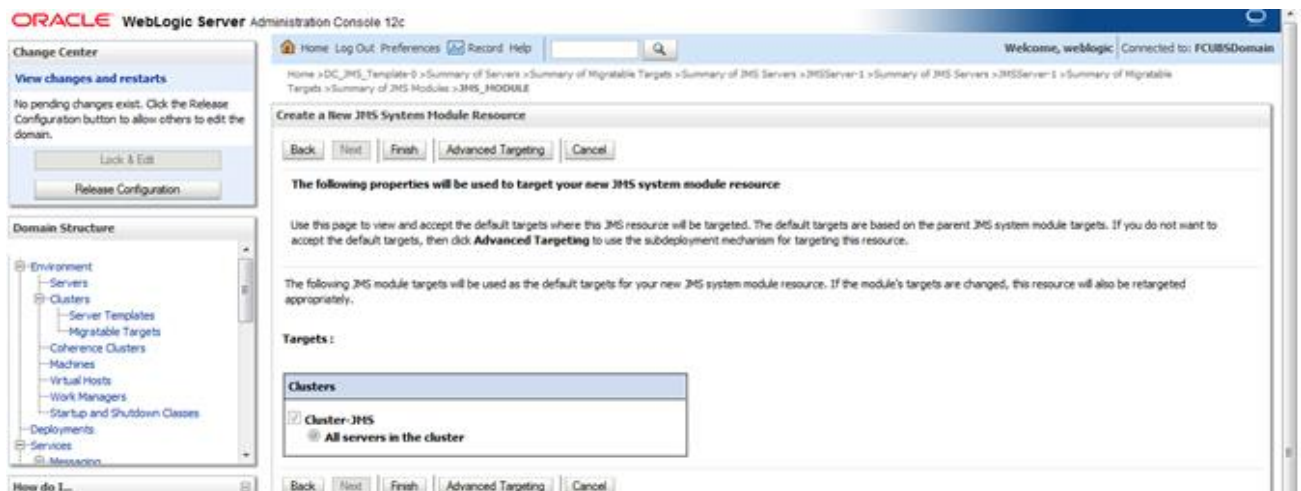 ORACLE WebLogic Server Administration Console 12c
Change Center
View changes and restarts
No pending changes exist. Click the Release
Configuration button to allow others to edit the
domain.
Lock & Edit
Release Configuration
Domain Structure
Environment
Servers
Clusters
Server Templates
Migratable Targets
Coherence Clusters
Machines
Virtual Hosts
Work Managers
Startup and Shutdown Classes
Deployments
Services
Messaging
How do I...
Home Log Out Preferences Record Help
Welcome, weblogic Connected to: FCUBSDomain
Home >DC_JMS_Template-0 >Summary of Servers >Summary of Migratable Targets >Summary of JMS Servers >JMSServer-1 >Summary of JMS Servers >JMSServer-1 >Summary of Migratable
Targets >Summary of JMS Modules >JMS_MODULE
Create a New JMS System Module Resource
Back Next Finish Advanced Targeting Cancel
The following properties will be used to target your new JMS system module resource
Use this page to view and accept the default targets where this JMS resource will be targeted. The default targets are based on the parent JMS system module targets. If you do not want to
accept the default targets, then click Advanced Targeting to use the subdeployment mechanism for targeting this resource.
The following JMS module targets will be used as the default targets for your new JMS system module resource. If the module's targets are changed, this resource will also be retargeted
appropriately.
Targets :
Clusters
Cluster-JMS
All servers in the cluster
Back Next Finish Advanced Targeting Cancel